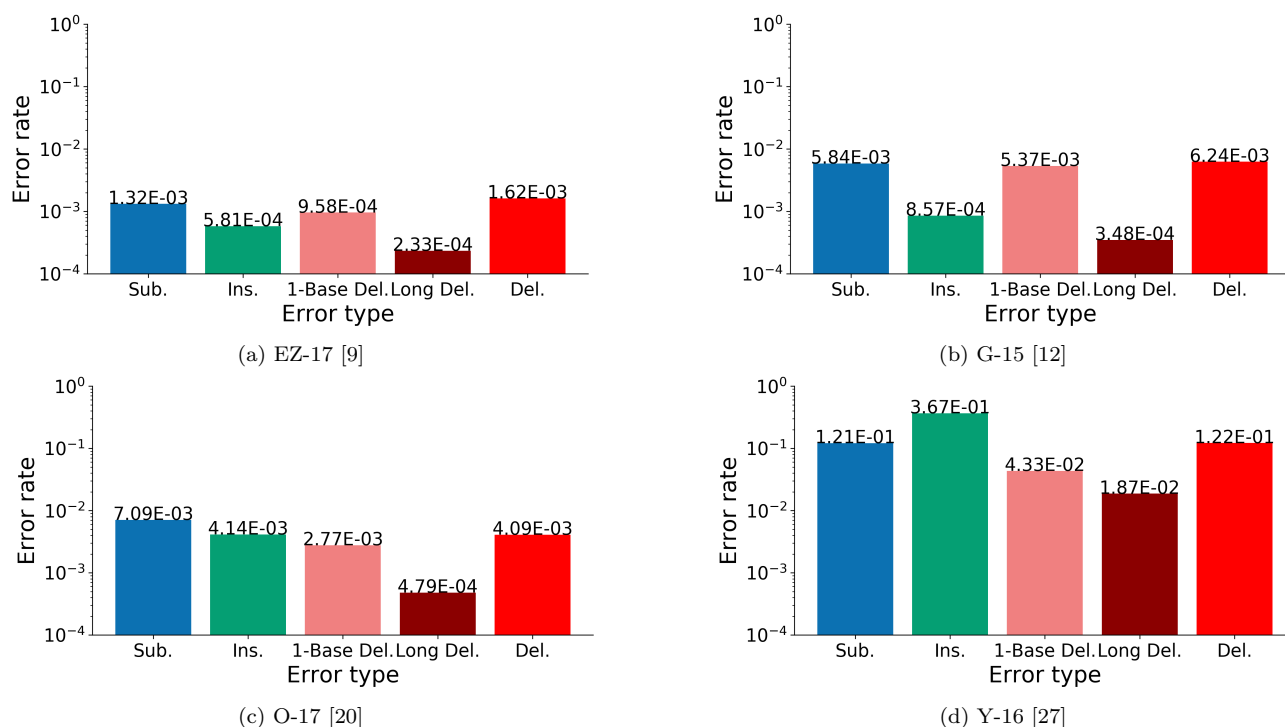 10^0
10^-1
10^-2
10^-3
10^-4
Error rate
1.32E-03
5.81E-04
9.58E-04
2.33E-04
1.62E-03
Sub. Ins. 1-Base Del. Long Del. Del.
Error type
(a) EZ-17 [9]
10^0
10^-1
10^-2
10^-3
10^-4
Error rate
5.84E-03
8.57E-04
5.37E-03
3.48E-04
6.24E-03
Sub. Ins. 1-Base Del. Long Del. Del.
Error type
(b) G-15 [12]
10^0
10^-1
10^-2
10^-3
10^-4
Error rate
7.09E-03
4.14E-03
2.77E-03
4.79E-04
4.09E-03
Sub. Ins. 1-Base Del. Long Del. Del.
Error type
(c) O-17 [20]
10^0
10^-1
10^-2
10^-3
10^-4
Error rate
1.21E-01
3.67E-01
4.33E-02
1.87E-02
1.22E-01
Sub. Ins. 1-Base Del. Long Del. Del.
Error type
(d) Y-16 [27]